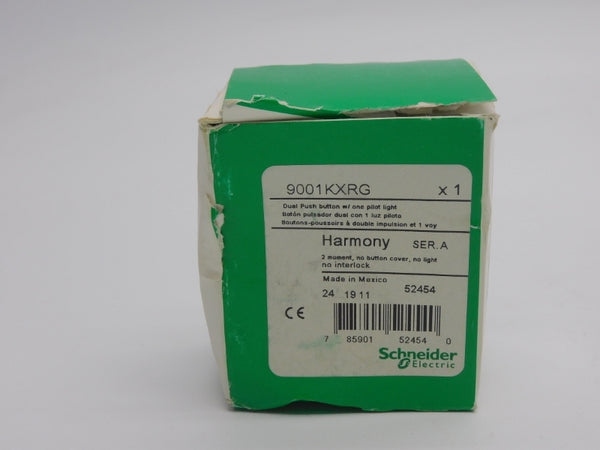 9001KXRG x 1
Dual Push button w/ one pilot light
Botón pulsador dual con 1 luz piloto
Boutons-poussoirs à double impulsion et 1 voy
Harmony SER.A
2 moment, no button cover, no light
no interlock
Made in Mexico
24 19 11 52454
CE
7 85901 52454 0
Schneider
Electric